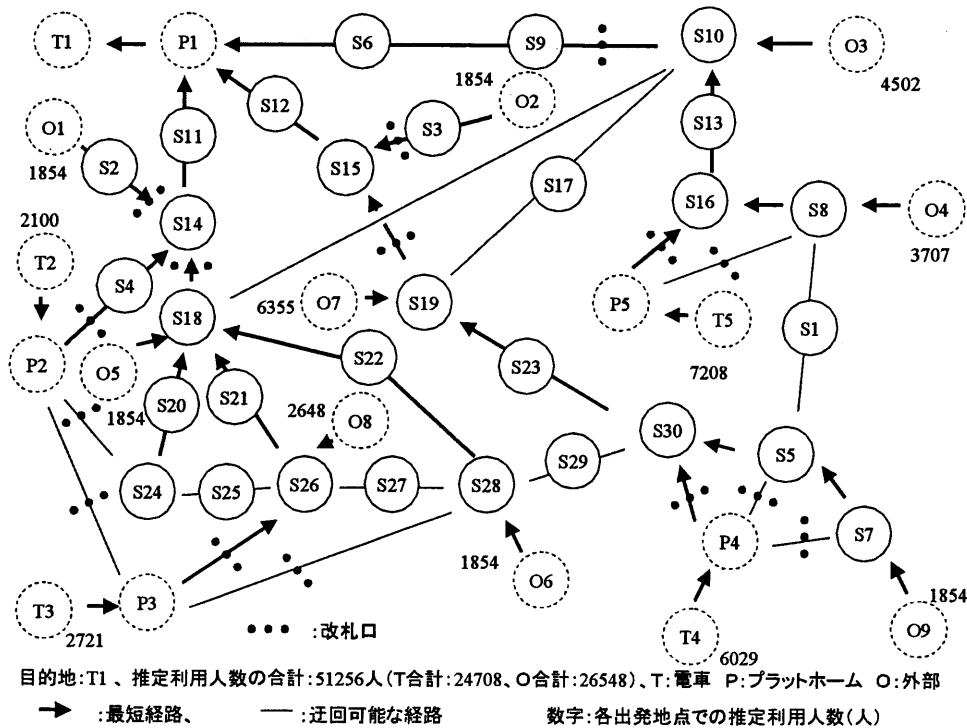 T1
P1
S6
S9
S10
O3
4502
1854
O2
S12
S3
O1
S11
S13
S2
S15
1854
S17
S14
S16
S8
O4
3707
2100
T2
S4
6355
O7
S19
P5
T5
S18
S1
7208
P2
O5
S22
S23
1854
S20
S21
2648
O8
S30
S29
S5
S24
S25
S26
S27
S28
P4
S7
1854
O6
1854
T3
P3
2721
T4
6029
O9
:改札口
目的地:T1 、推定利用人数の合計:51256人(T合計:24708、O合計:26548)、T:電車 P:プラットホーム O:外部
:最短経路、 :迂回可能な経路 数字:各出発地点での推定利用人数(人)